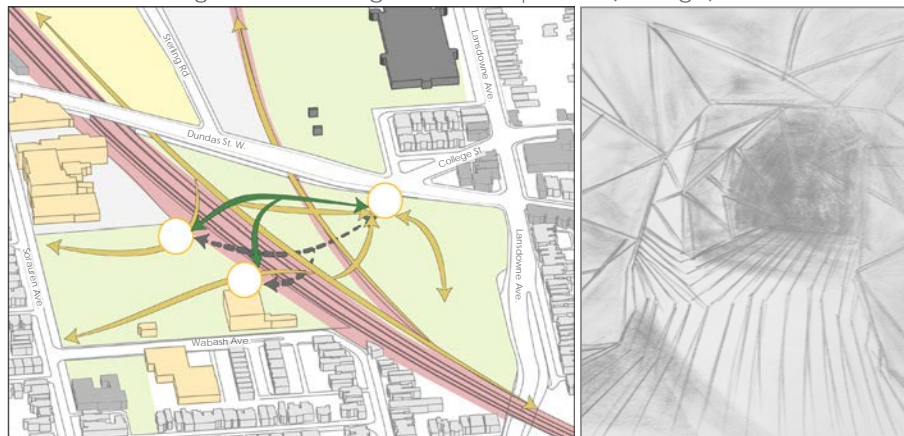 Sterling Rd
Lansdowne Ave.
Dundas St. W.
College St.
Sorauren Ave.
Lansdowne Ave.
Wabash Ave.